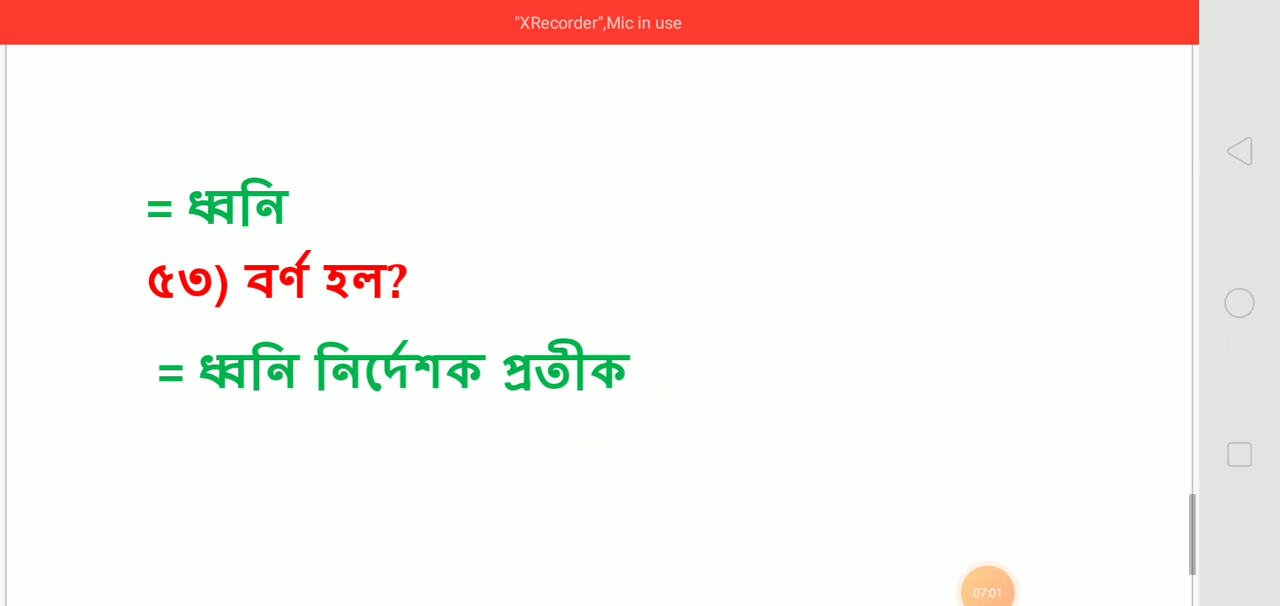 "XRecorder",Mic in use
= ধ্বনি
৫৩) বর্ণ হল?
= ধ্বনি নির্দেশক প্রতীক
07:01